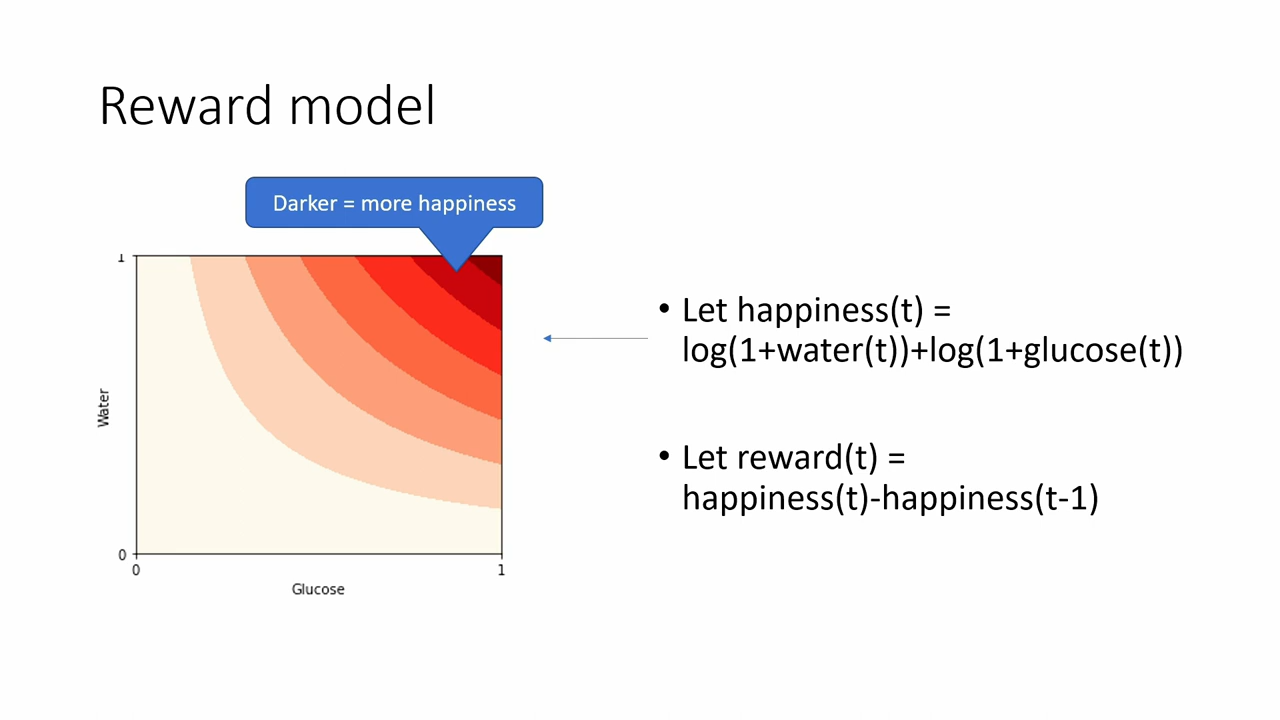 Reward model
Darker = more happiness
1
Water
0
0
1
Glucose
• Let happiness(t) =
log(1+water(t))+log(1+glucose(t))
• Let reward(t) =
happiness(t)-happiness(t-1)